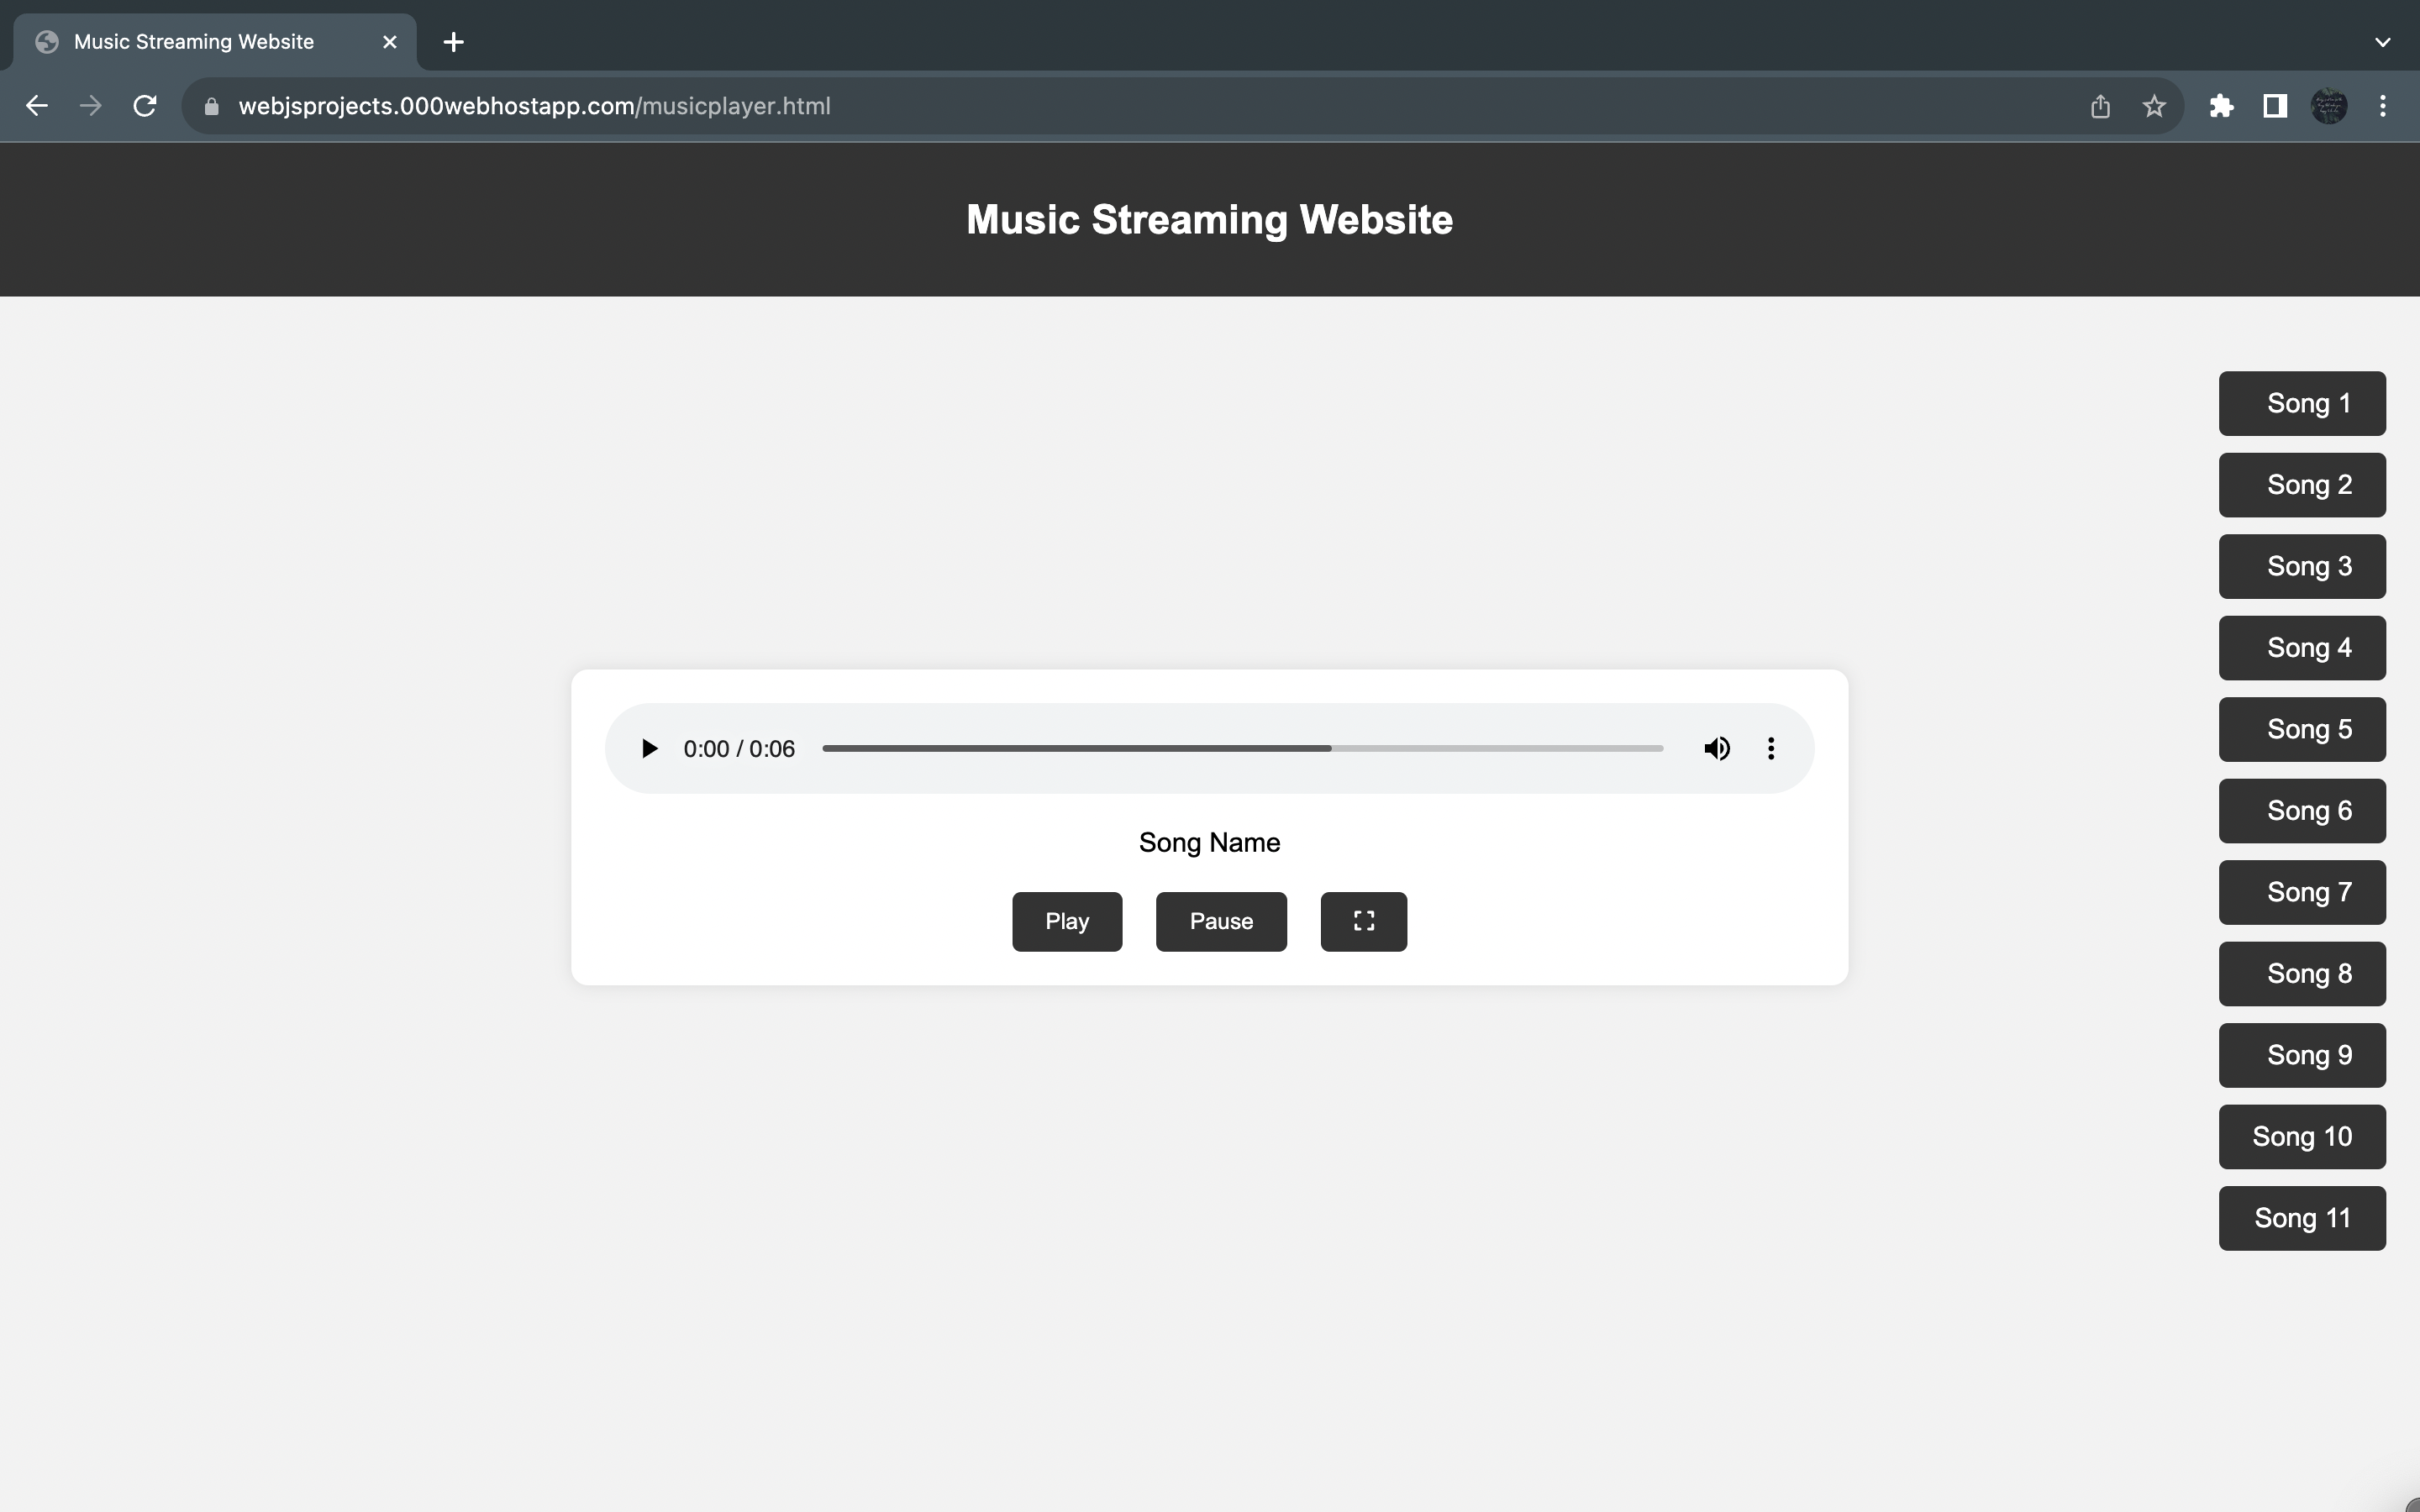 Music Streaming Website
webjsprojects.000webhostapp.com/musicplayer.html
Music Streaming Website
Song 1
Song 2
Song 3
Song 4
Song 5
0:00 / 0:06
Song 6
Song Name
Song 7
Play Pause
Song 8
Song 9
Song 10
Song 11